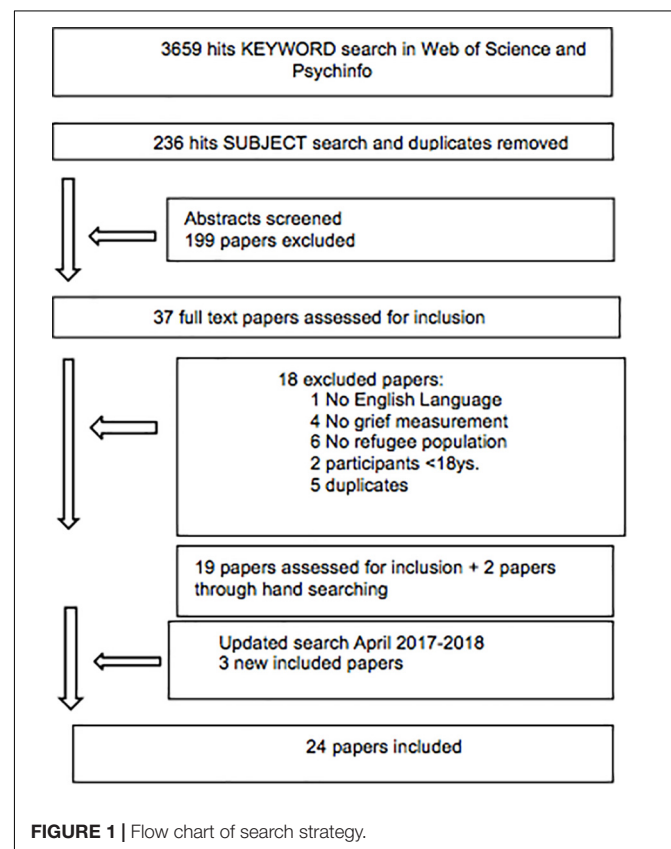 3659 hits KEYWORD search in Web of Science and
Psychinfo
236 hits SUBJECT search and duplicates removed
Abstracts screened
199 papers excluded
37 full text papers assessed for inclusion
18 excluded papers:
1 No English Language
4 No grief measurement
6 No refugee population
2 participants <18ys.
5 duplicates
19 papers assessed for inclusion + 2 papers
through hand searching
Updated search April 2017-2018
3 new included papers
24 papers included
FIGURE 1 | Flow chart of search strategy.